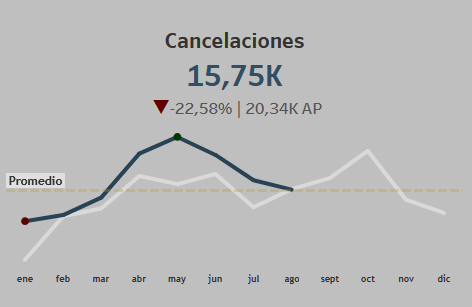 Cancelaciones
15,75K
▼-22,58% | 20,34K AP
Promedio
ene feb mar abr may jun jul ago sept oct nov dic